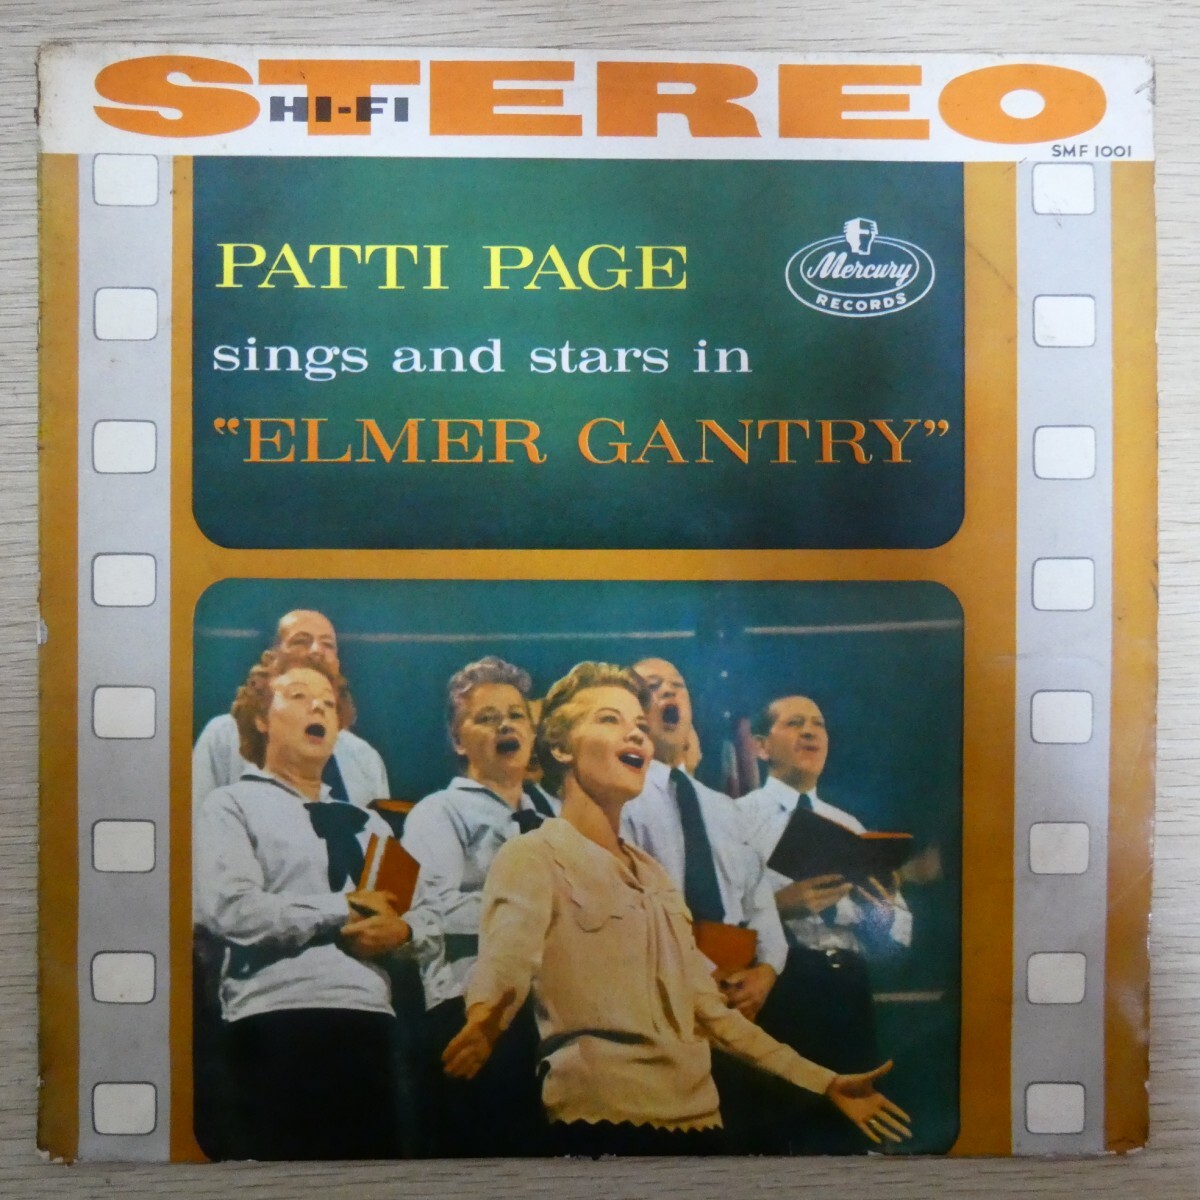 STEREO
HI-FI
SMF 1001
PATTI PAGE
Mercury
RECORDS
sings and stars in
“ELMER GANTRY”